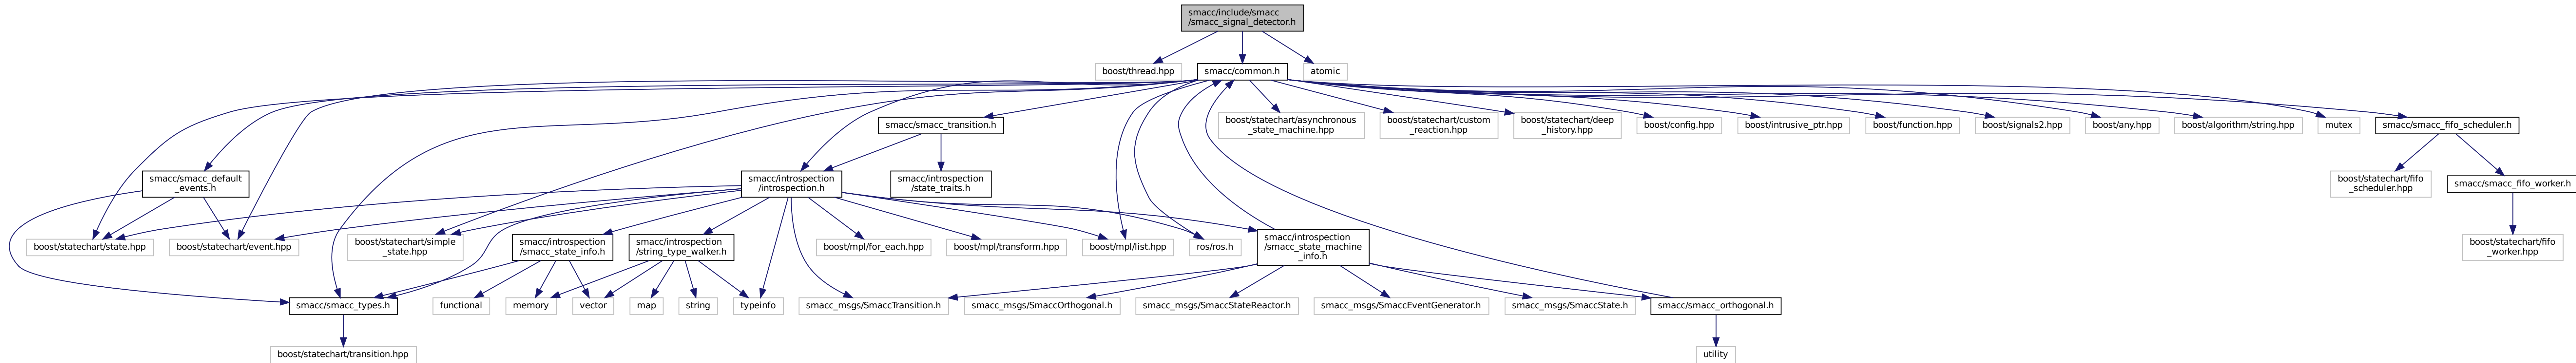 smacc/include/smacc
/smacc_signal_detector.h
boost/thread.hpp
smacc/common.h
atomic
smacc/smacc_transition.h
boost/statechart/asynchronous
_state_machine.hpp
boost/statechart/custom
_reaction.hpp
boost/statechart/deep
_history.hpp
boost/config.hpp
boost/intrusive_ptr.hpp
boost/function.hpp
boost/signals2.hpp
boost/any.hpp
boost/algorithm/string.hpp
mutex
smacc/smacc_fifo_scheduler.h
smacc/smacc_default
_events.h
smacc/introspection
/introspection.h
smacc/introspection
/state_traits.h
boost/statechart/fifo
_scheduler.hpp
smacc/smacc_fifo_worker.h
boost/statechart/state.hpp
boost/statechart/event.hpp
boost/statechart/simple
_state.hpp
smacc/introspection
/smacc_state_info.h
smacc/introspection
/string_type_walker.h
boost/mpl/for_each.hpp
boost/mpl/transform.hpp
boost/mpl/list.hpp
ros/ros.h
smacc/introspection
/smacc_state_machine
_info.h
boost/statechart/fifo
_worker.hpp
smacc/smacc_types.h
functional
memory
vector
map
string
typeinfo
smacc_msgs/SmaccTransition.h
smacc_msgs/SmaccOrthogonal.h
smacc_msgs/SmaccStateReactor.h
smacc_msgs/SmaccEventGenerator.h
smacc_msgs/SmaccState.h
smacc/smacc_orthogonal.h
boost/statechart/transition.hpp
utility